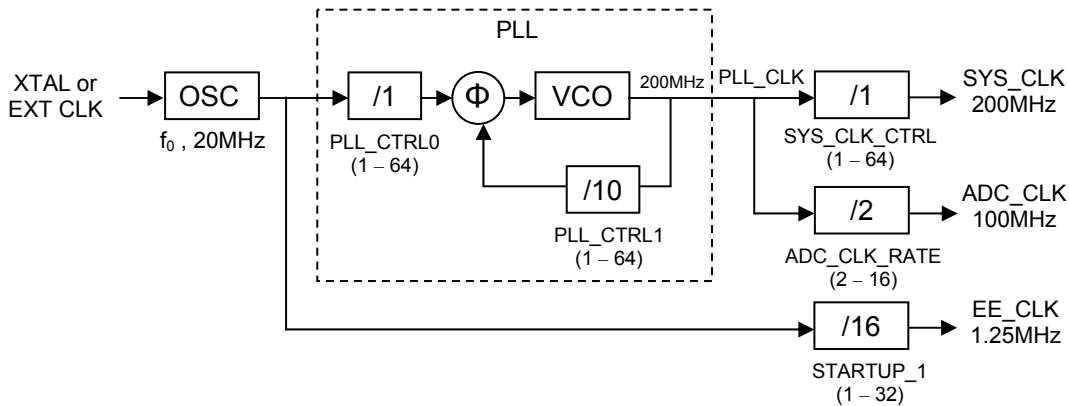 PLL
XTAL or
EXT CLK
OSC
f₀ , 20MHz
/1
PLL_CTRL0
(1 – 64)
Φ
VCO
200MHz
/10
PLL_CTRL1
(1 – 64)
PLL_CLK
/1
SYS_CLK_CTRL
(1 – 64)
SYS_CLK
200MHz
/2
ADC_CLK_RATE
(2 – 16)
ADC_CLK
100MHz
/16
STARTUP_1
(1 – 32)
EE_CLK
1.25MHz